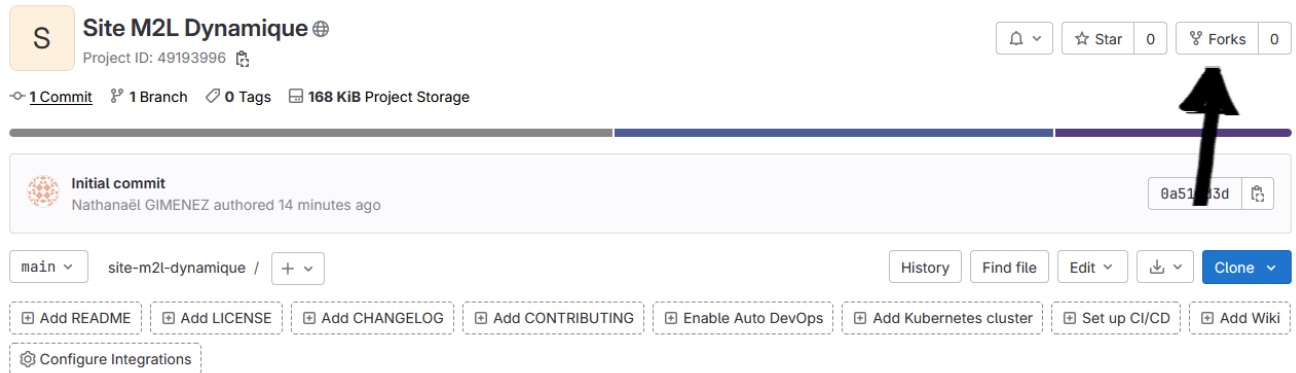 S
Site M2L Dynamique
Star 0
Forks 0
Project ID: 49193996
1 Commit 1 Branch 0 Tags 168 KiB Project Storage
Initial commit
Nathanaël GIMENEZ authored 14 minutes ago
main
site-m2l-dynamique /
History
Find file
Edit
Clone
Add README Add LICENSE Add CHANGELOG Add CONTRIBUTING Enable Auto DevOps Add Kubernetes cluster Set up CI/CD Add Wiki
Configure Integrations